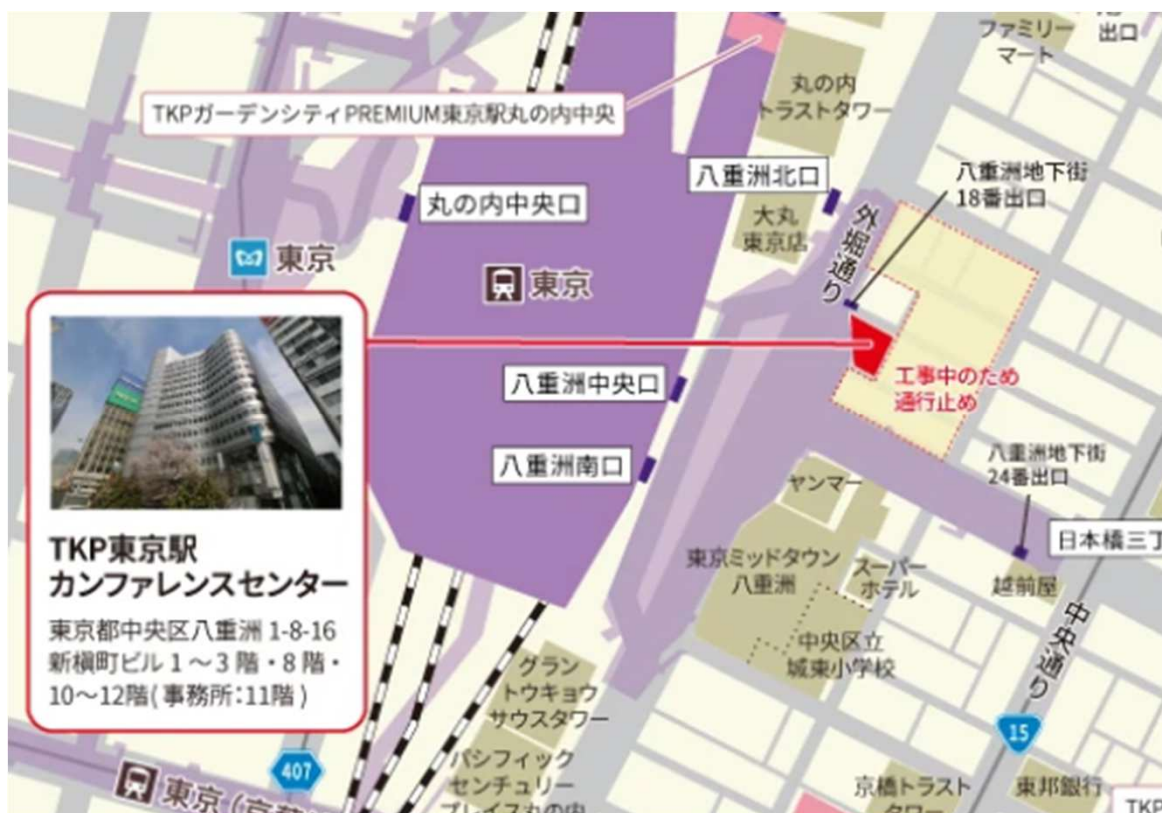 ファミリー
マート
出口
丸の内
トラストタワー
TKPガーデンシティPREMIUM東京駅丸の内中央
八重洲北口
八重洲地下街
18番出口
丸の内中央口
大丸
東京店
外堀通り
東京
東京
八重洲中央口
工事中のため
通行止め
八重洲南口
八重洲地下街
24番出口
ヤンマー
日本橋三丁
東京ミッドタウン
八重洲
スーパー
ホテル
越前屋
中央通り
中央区立
城東小学校
TKP東京駅
カンファレンスセンター
東京都中央区八重洲 1-8-16
新槇町ビル 1 ～ 3 階・8 階・
10～12階( 事務所：11階 )
グラン
トウキョウ
サウスタワー
15
407
パシフィック
センチュリー
プレイス丸の内
京橋トラスト
タワー
東邦銀行
東京
TKP